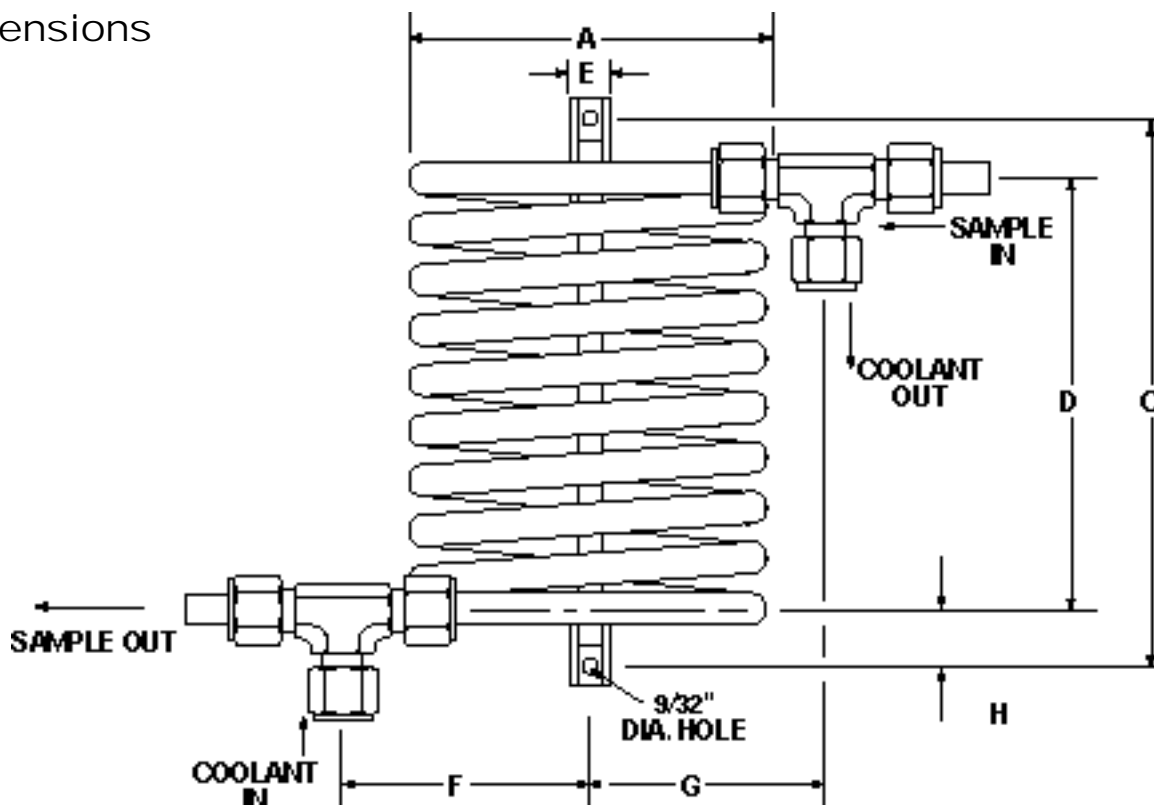 ensions
A
E
SAMPLE
IN
COOLANT
OUT
D
C
SAMPLE OUT
9/32"
DIA. HOLE
H
COOLANT
IN
F
G